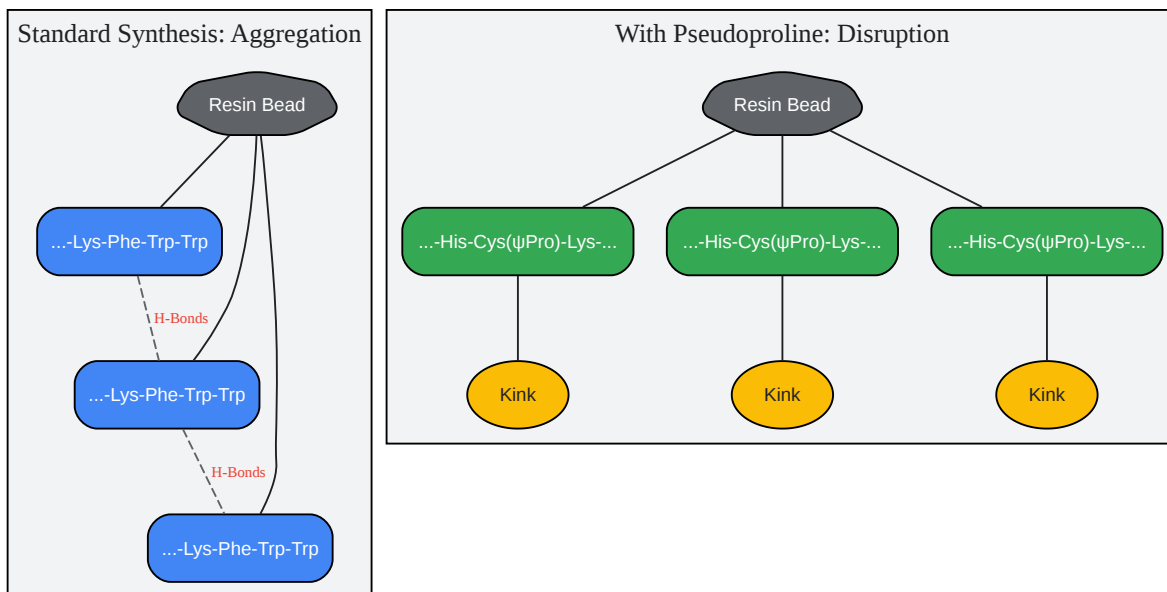 Standard Synthesis: Aggregation
Resin Bead
...-Lys-Phe-Trp-Trp
H-Bonds
...-Lys-Phe-Trp-Trp
H-Bonds
...-Lys-Phe-Trp-Trp
With Pseudoproline: Disruption
Resin Bead
...-His-Cys(ψPro)-Lys-...
...-His-Cys(ψPro)-Lys-...
...-His-Cys(ψPro)-Lys-...
Kink
Kink
Kink